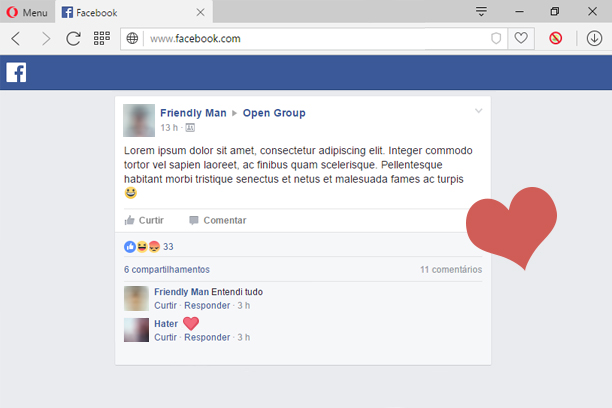 Menu
Facebook
www.facebook.com
Friendly Man Open Group
13 h ·
Lorem ipsum dolor sit amet, consectetur adipiscing elit. Integer commodo
tortor vel sapien laoreet, ac finibus quam scelerisque. Pellentesque
habitant morbi tristique senectus et netus et malesuada fames ac turpis
Curtir Comentar
33
6 compartilhamentos 11 comentários
Friendly Man Entendi tudo
Curtir · Responder · 3 h
Hater
Curtir · Responder · 3 h